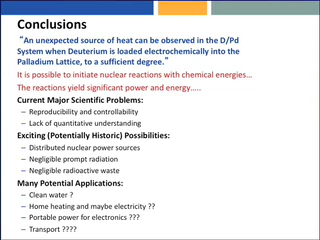 Conclusions
“An unexpected source of heat can be observed in the D/Pd
System when Deuterium is loaded electrochemically into the
Palladium Lattice, to a sufficient degree.”
It is possible to initiate nuclear reactions with chemical energies…
The reactions yield significant power and energy…..
Current Major Scientific Problems:
– Reproducibility and controllability
– Lack of quantitative understanding
Exciting (Potentially Historic) Possibilities:
– Distributed nuclear power sources
– Negligible prompt radiation
– Negligible radioactive waste
Many Potential Applications:
– Clean water ?
– Home heating and maybe electricity ??
– Portable power for electronics ???
– Transport ????